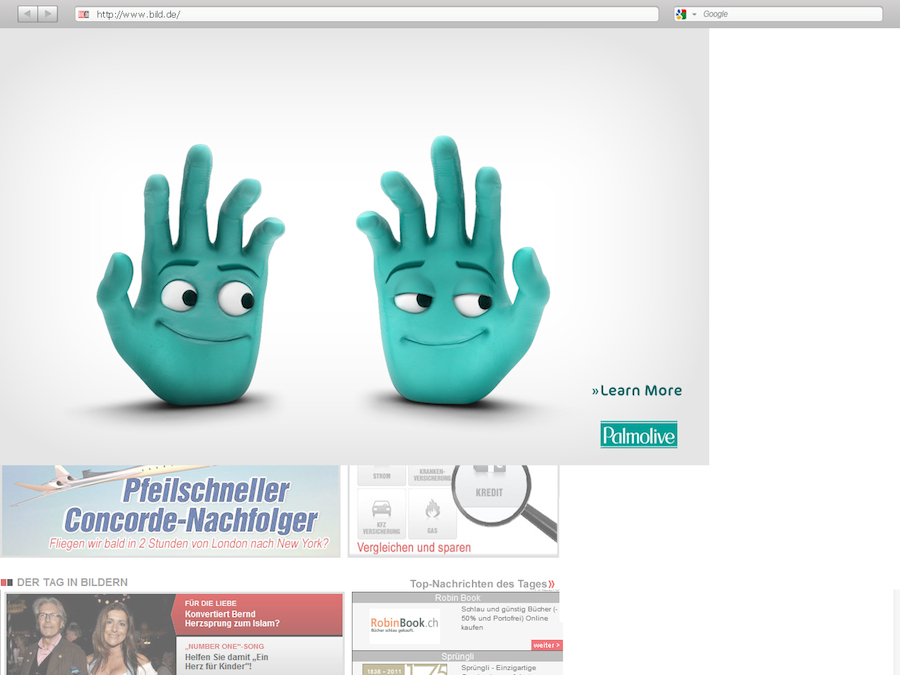 http://www.bild.de/
Google
»Learn More
Palmolive
Pfeilschneller
Concorde-Nachfolger
Fliegen wir bald in 2 Stunden von London nach New York?
STROM
KRANKEN-
VERSICHERUNG
KREDIT
KFZ
VERSICHERUNG
GAS
Vergleichen und sparen
DER TAG IN BILDERN
FÜR DIE LIEBE
Konvertiert Bernd
Herzsprung zum Islam?
„NUMBER ONE“-SONG
Helfen Sie damit „Ein
Herz für Kinder“!
Top-Nachrichten des Tages
Robin Book
RobinBook.ch
Bücher schlau gekauft.
Schlau und günstig Bücher (-
50% und Portofrei) Online
kaufen
weiter >
Sprüngli
1836 – 2011
175
Sprüngli - Einzigartige